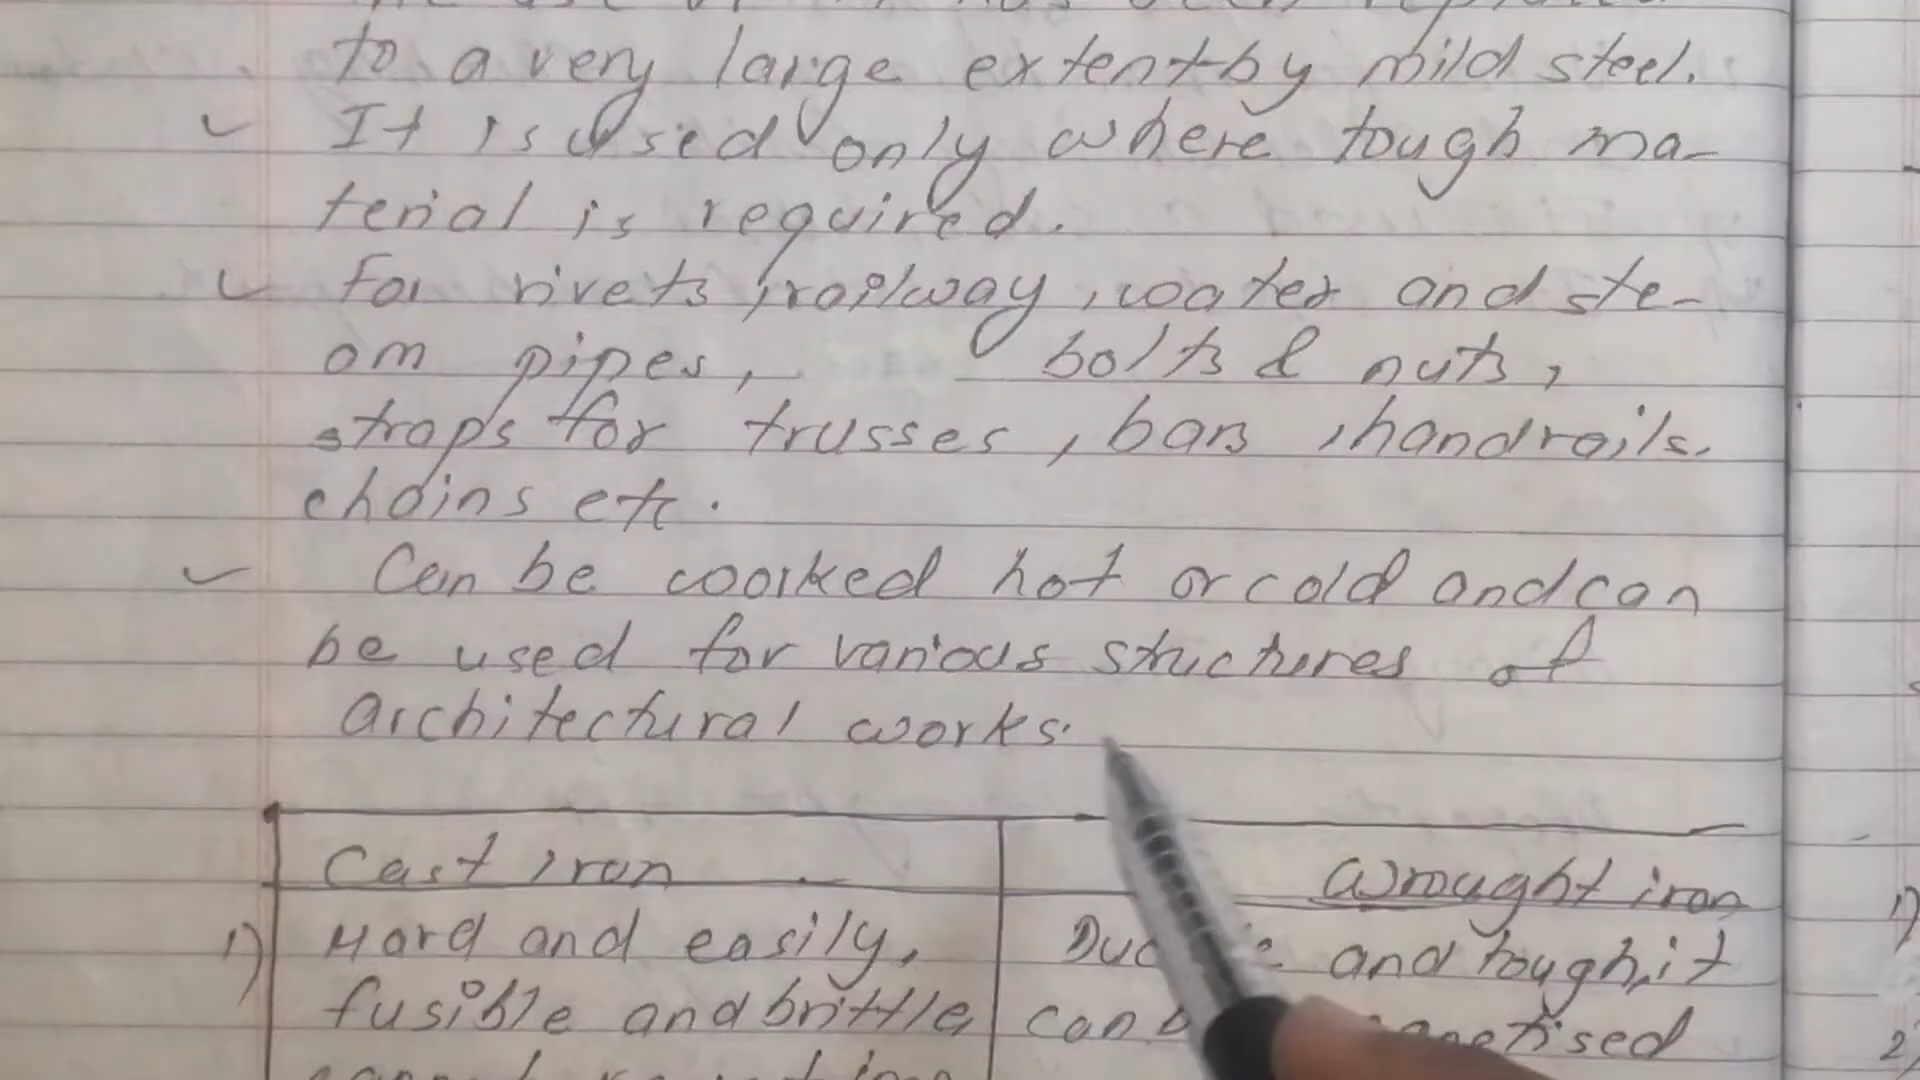 to a very large extent by mild steel.
It is used only where tough ma-
terial is required.
For rivets, railway, water and ste-
am pipes, bolts & nuts,
straps for trusses, bars, handrails.
chains etc.
Can be worked hot or cold and can
be used for various structures of
architectural works.
Cast iron Wrought iron
1) Hard and easily, and tough, it
fusible and brittle, can
1)
2)